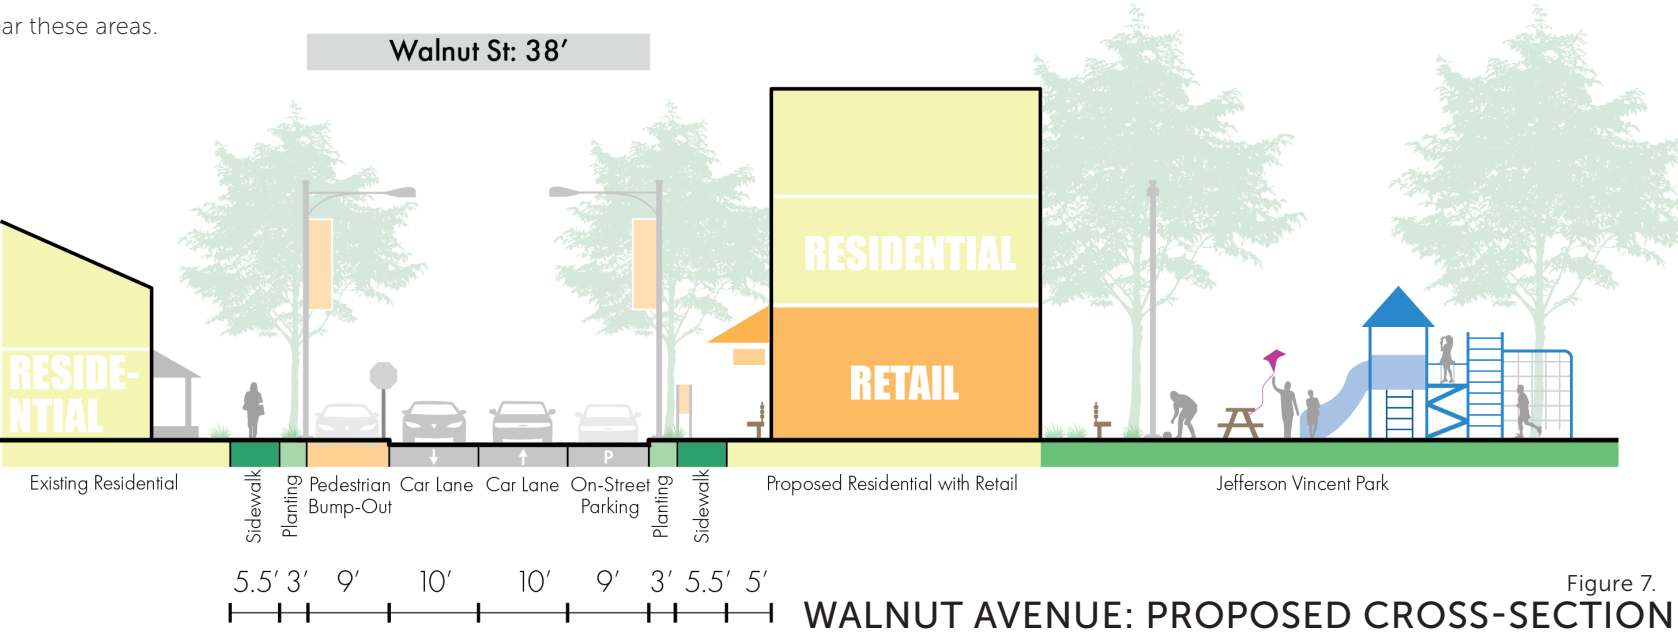 ar these areas.
Walnut St: 38’
RESIDE-
NTIAL
RESIDENTIAL
RETAIL
P
Existing Residential
Sidewalk
Planting
Pedestrian
Bump-Out
Car Lane
Car Lane
On-Street
Parking
Planting
Sidewalk
Proposed Residential with Retail
Jefferson Vincent Park
5.5’ 3’ 9’ 10’ 10’ 9’ 3’ 5.5’ 5’
Figure 7.
WALNUT AVENUE: PROPOSED CROSS-SECTION